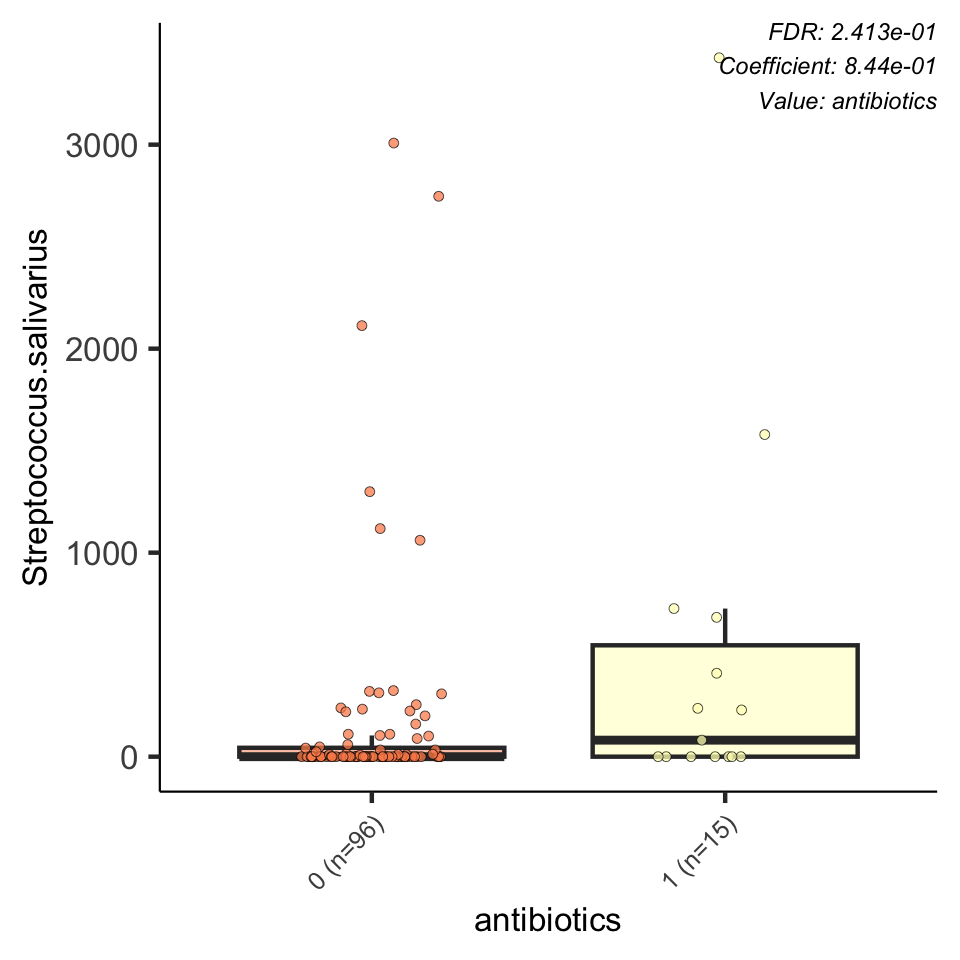 FDR: 2.413e-01
Coefficient: 8.44e-01
Value: antibiotics
Streptococcus.salivarius
3000
2000
1000
0
0 (n=96)
1 (n=15)
antibiotics